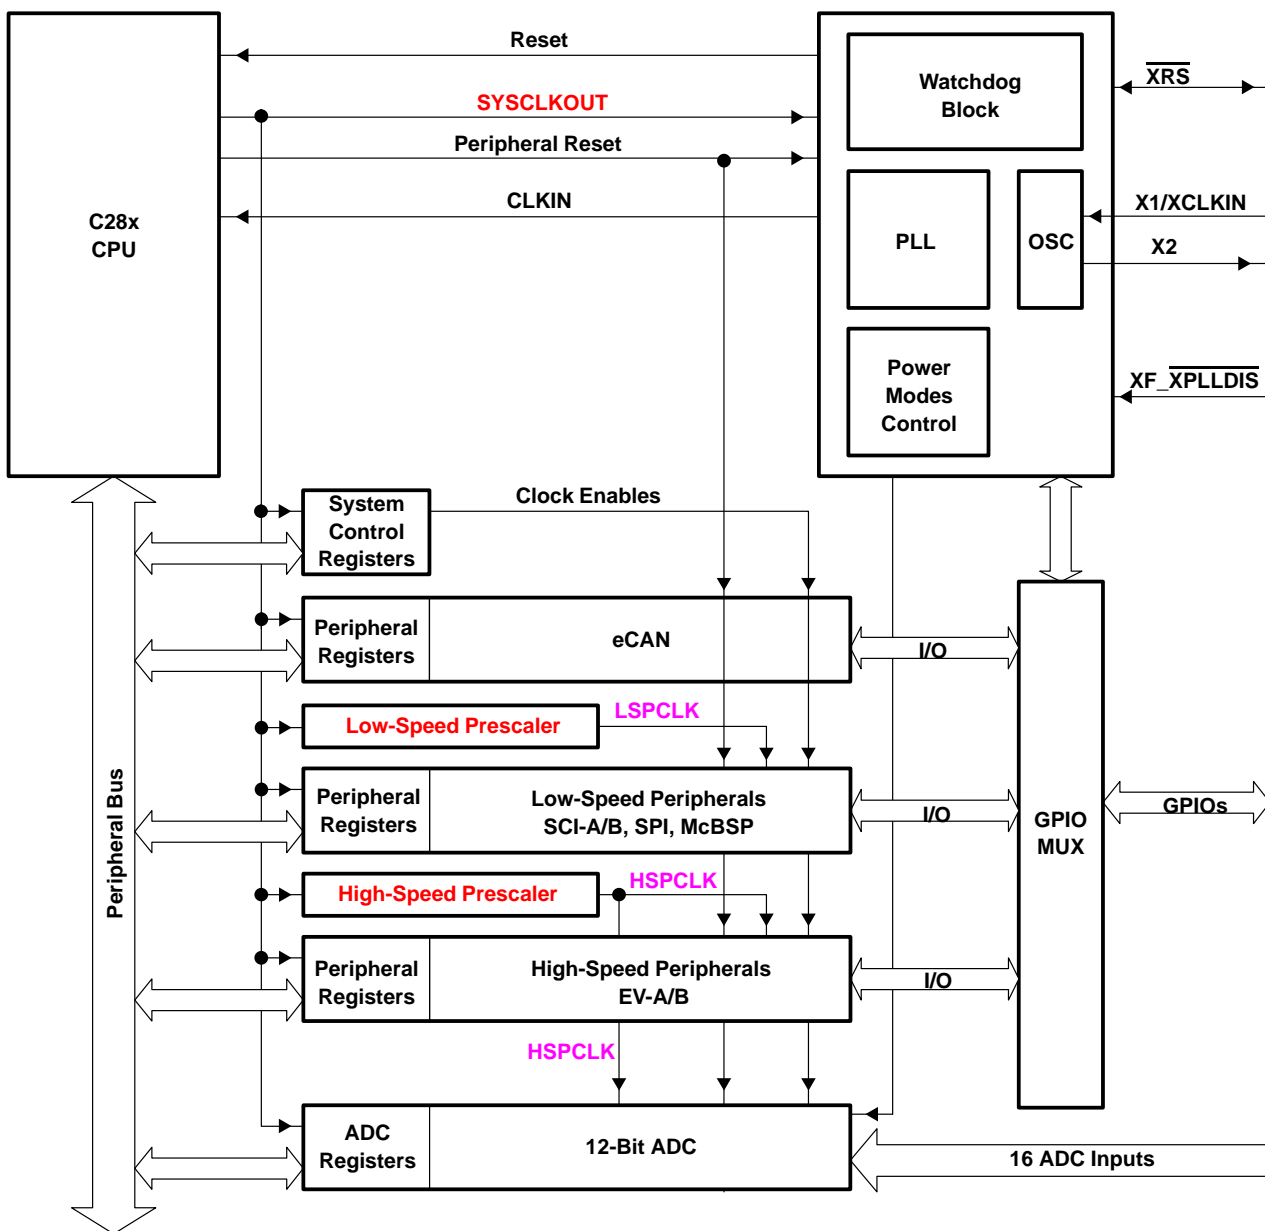 Reset
SYSCLKOUT
Peripheral Reset
CLKIN
C28x
CPU
Watchdog
Block
PLL
OSC
Power
Modes
Control
XRS
X1/XCLKIN
X2
XF_XPLLDIS
System
Control
Registers
Clock Enables
Peripheral
Registers
eCAN
I/O
Low-Speed Prescaler
LSPCLK
Peripheral
Registers
Low-Speed Peripherals
SCI-A/B, SPI, McBSP
I/O
GPIO
MUX
GPIOs
Peripheral Bus
High-Speed Prescaler
HSPCLK
Peripheral
Registers
High-Speed Peripherals
EV-A/B
I/O
HSPCLK
ADC
Registers
12-Bit ADC
16 ADC Inputs